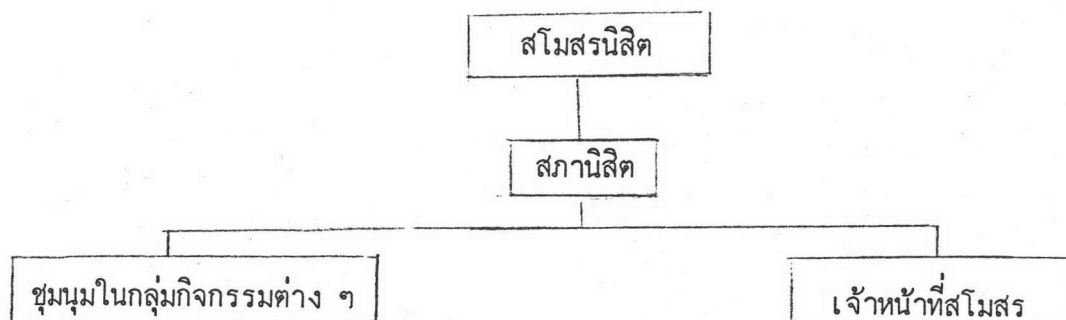 สโมสรนิสิต
สภานิสิต
ชุมนุมในกลุ่มกิจกรรมต่าง ๆ
เจ้าหน้าที่สโมสร